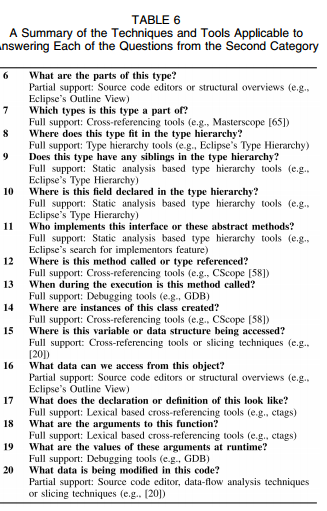 TABLE 6
A Summary of the Techniques and Tools Applicable to
Answering Each of the Questions from the Second Category
6 What are the parts of this type?
Partial support: Source code editors or structural overviews (e.g.,
Eclipse's Outline View)
7 Which types is this type a part of?
Full support: Cross-referencing tools (e.g., Masterscope [65])
8 Where does this type fit in the type hierarchy?
Full support: Type hierarchy tools (e.g., Eclipse's Type Hierarchy)
9 Does this type have any siblings in the type hierarchy?
Full support: Static analysis based type hierarchy tools (e.g.,
Eclipse's Type Hierarchy)
10 Where is this field declared in the type hierarchy?
Full support: Static analysis based type hierarchy tools (e.g.,
Eclipse's Type Hierarchy)
11 Who implements this interface or these abstract methods?
Full support: Static analysis based type hierarchy tools (e.g.,
Eclipse's search for implementors feature)
12 Where is this method called or type referenced?
Full support: Cross-referencing tools (e.g., CScope [58])
13 When during the execution is this method called?
Full support: Debugging tools (e.g., GDB)
14 Where are instances of this class created?
Full support: Cross-referencing tools (e.g., CScope [58])
15 Where is this variable or data structure being accessed?
Full support: Cross-referencing tools or slicing techniques (e.g.,
[20])
16 What data can we access from this object?
Partial support: Source code editors or structural overviews (e.g.,
Eclipse's Outline View)
17 What does the declaration or definition of this look like?
Full support: Lexical based cross-referencing tools (e.g., ctags)
18 What are the arguments to this function?
Full support: Lexical based cross-referencing tools (e.g., ctags)
19 What are the values of these arguments at runtime?
Full support: Debugging tools (e.g., GDB)
20 What data is being modified in this code?
Partial support: Source code editor, data-flow analysis techniques
or slicing techniques (e.g., [20])